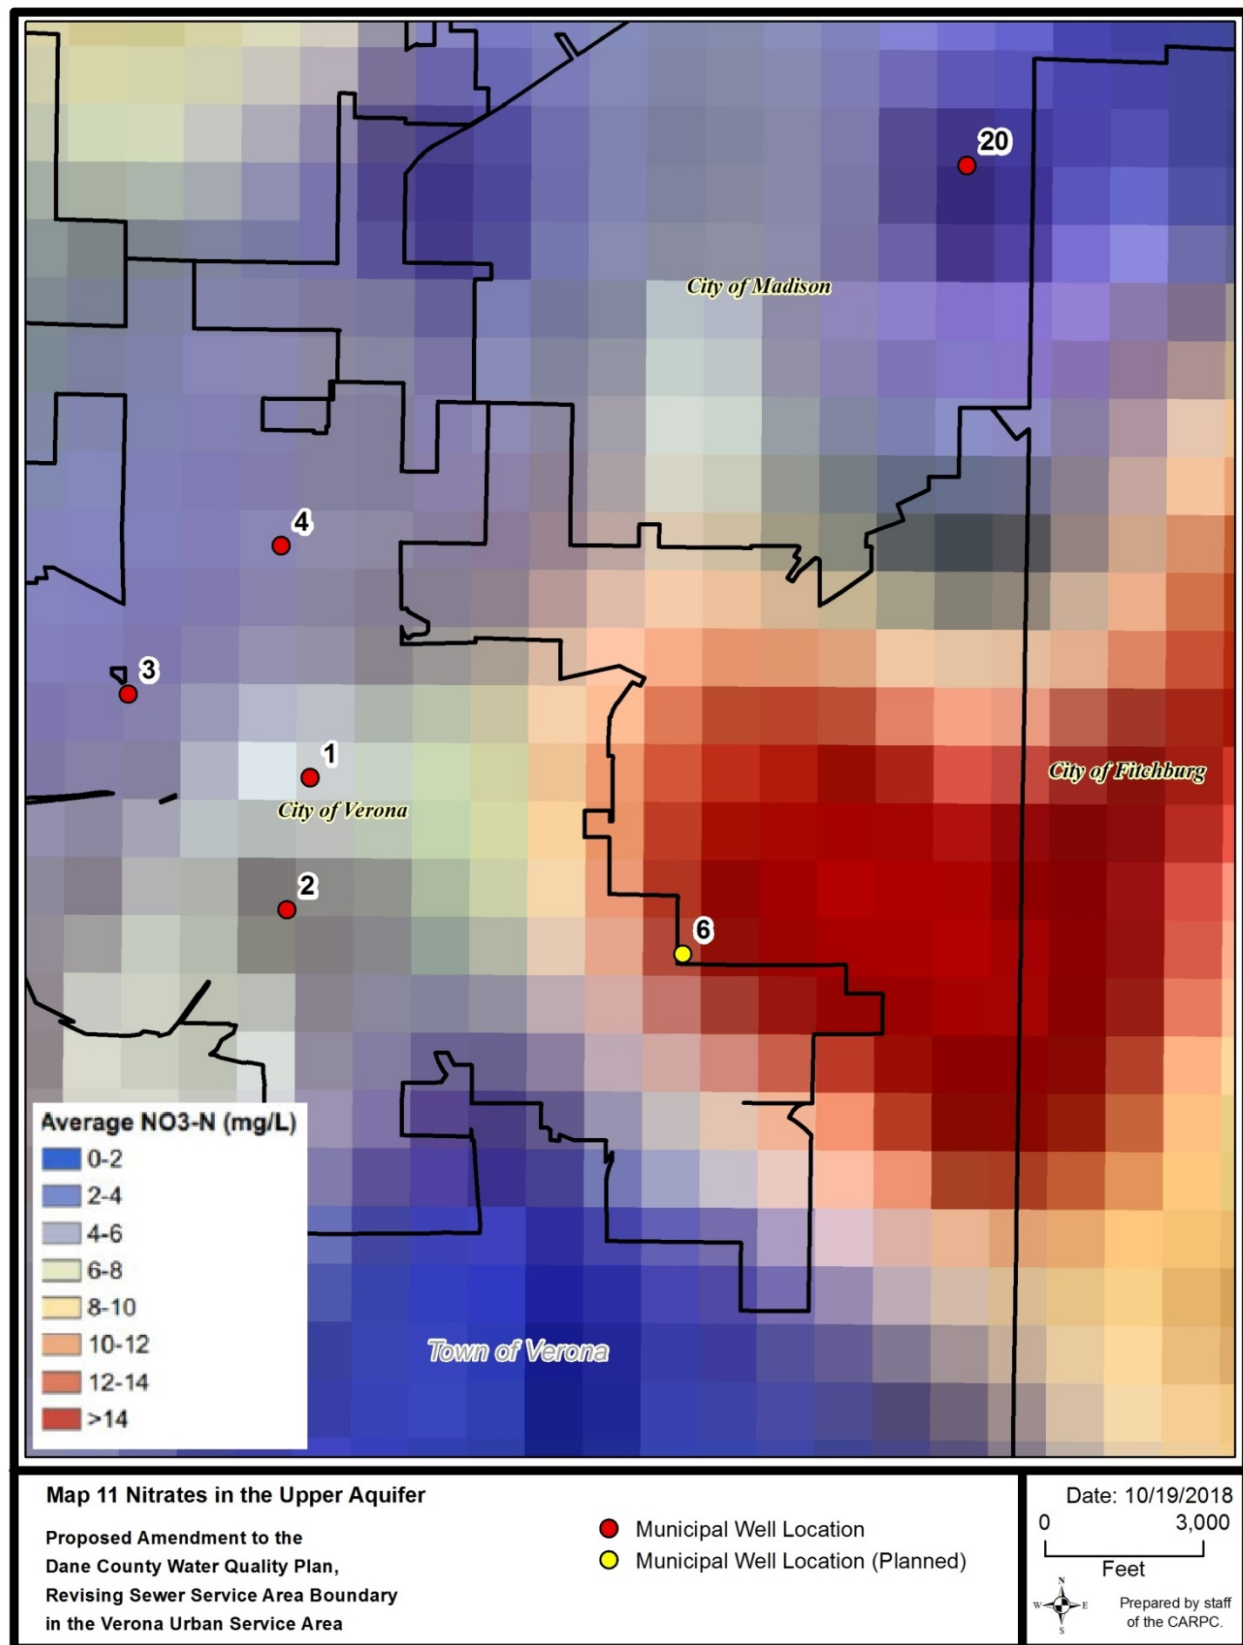 20
City of Madison
4
3
1
City of Fitchburg
City of Verona
2
6
Average NO3-N (mg/L)
0-2
2-4
4-6
6-8
8-10
10-12
12-14
>14
Town of Verona
Map 11 Nitrates in the Upper Aquifer
Proposed Amendment to the
Dane County Water Quality Plan,
Revising Sewer Service Area Boundary
in the Verona Urban Service Area
Municipal Well Location
Municipal Well Location (Planned)
Date: 10/19/2018
0 3,000
Feet
N
W E
S
Prepared by staff
of the CARPC.